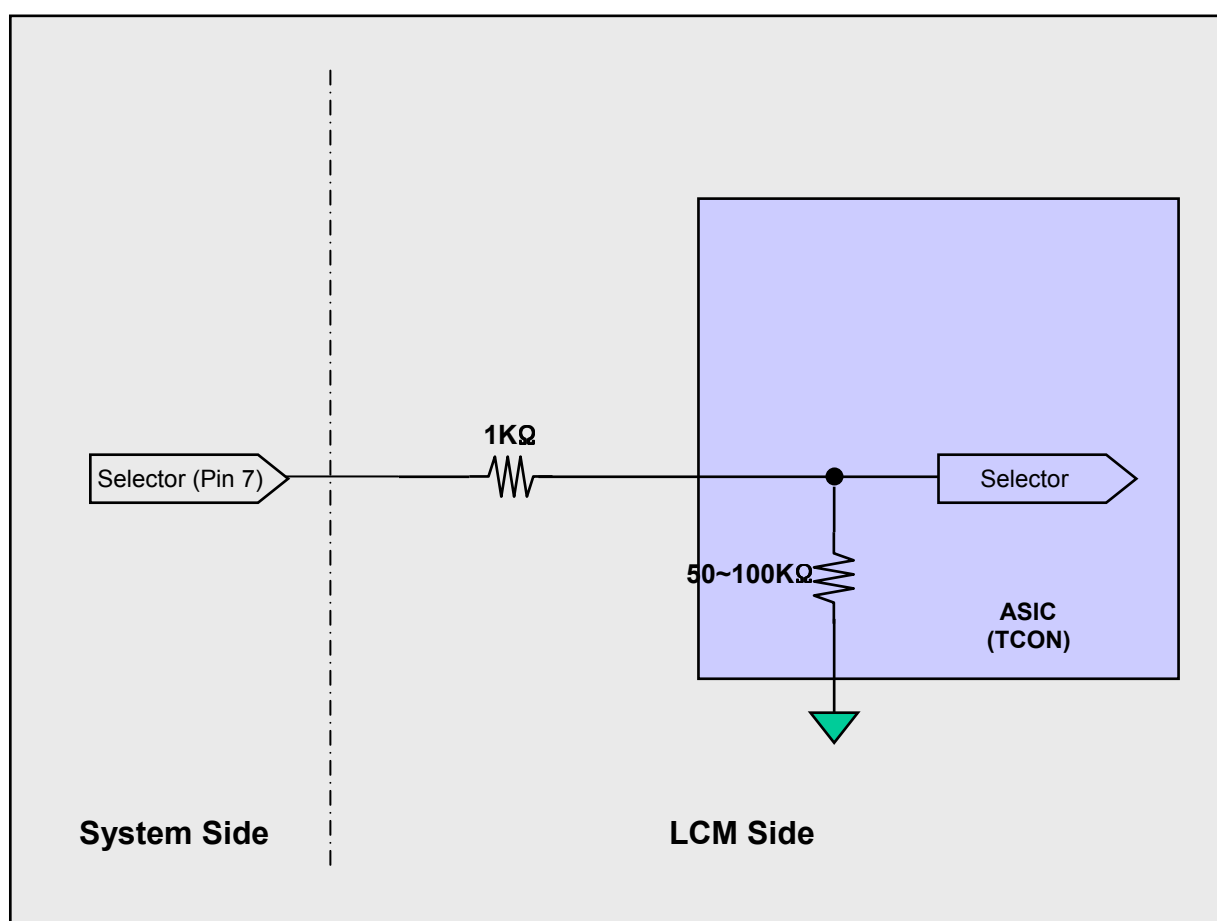 1KΩ
Selector (Pin 7)
Selector
50~100KΩ
ASIC
(TCON)
System Side
LCM Side